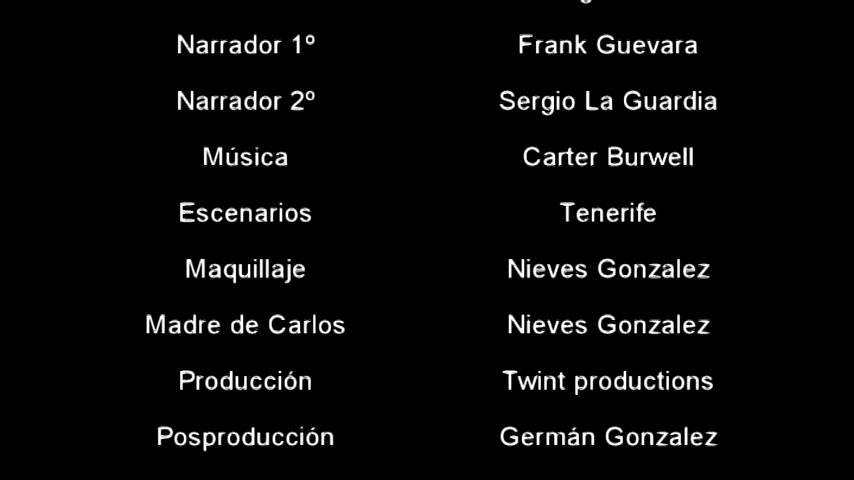 Narrador 1º Frank Guevara
Narrador 2º Sergio La Guardia
Música Carter Burwell
Escenarios Tenerife
Maquillaje Nieves Gonzalez
Madre de Carlos Nieves Gonzalez
Producción Twint productions
Posproducción Germán Gonzalez